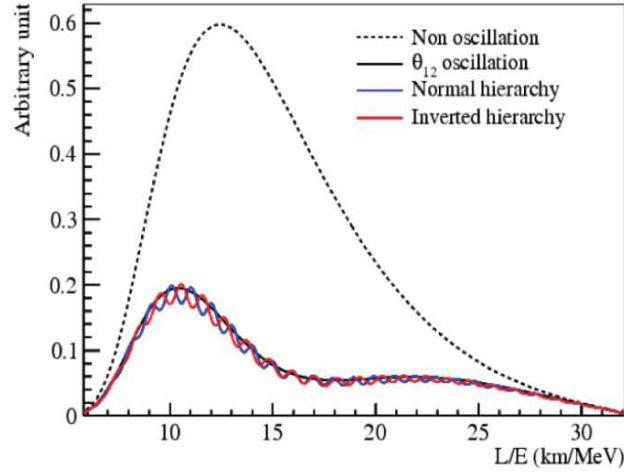 Arbitrary unit
0.6
0.5
0.4
0.3
0.2
0.1
0
Non oscillation
θ12 oscillation
Normal hierarchy
Inverted hierarchy
10 15 20 25 30
L/E (km/MeV)